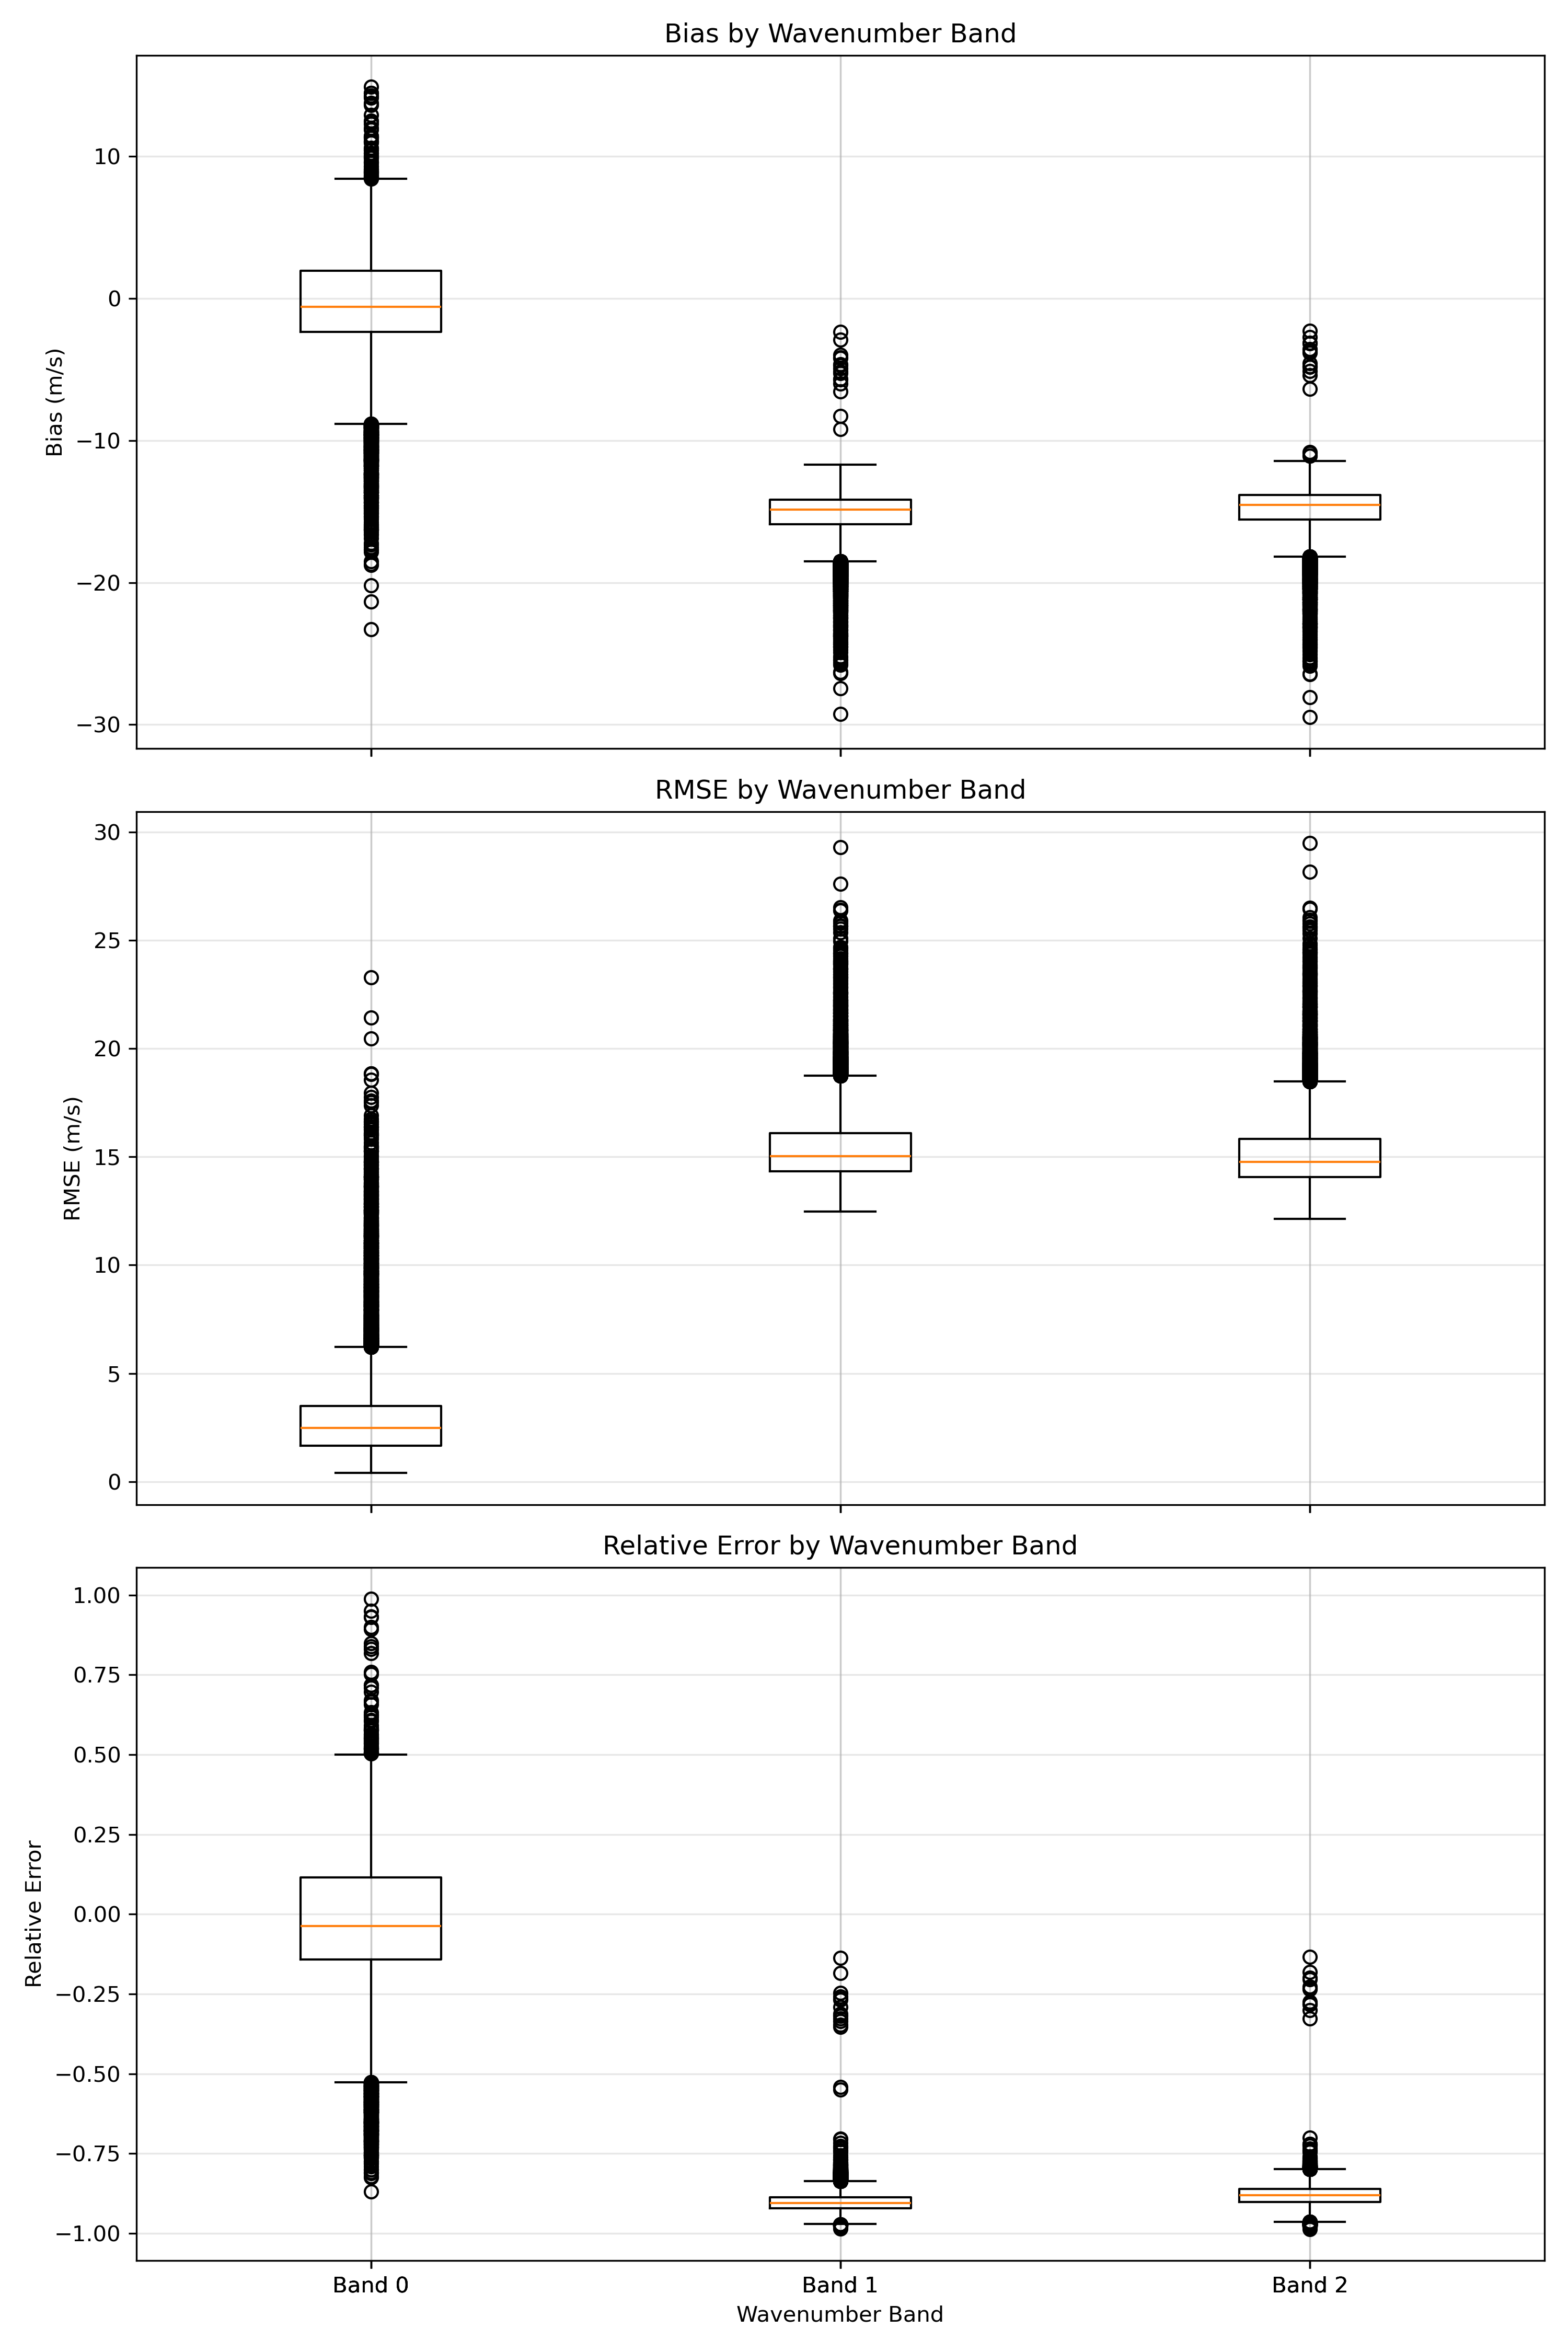 Bias by Wavenumber Band
Bias (m/s)
10
0
−10
−20
−30
RMSE by Wavenumber Band
RMSE (m/s)
30
25
20
15
10
5
0
Relative Error by Wavenumber Band
Relative Error
1.00
0.75
0.50
0.25
0.00
−0.25
−0.50
−0.75
−1.00
Band 0 Band 1 Band 2
Wavenumber Band